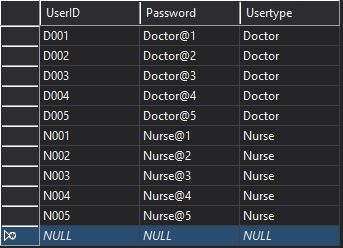 UserID Password Usertype
D001 Doctor@1 Doctor
D002 Doctor@2 Doctor
D003 Doctor@3 Doctor
D004 Doctor@4 Doctor
D005 Doctor@5 Doctor
N001 Nurse@1 Nurse
N002 Nurse@2 Nurse
N003 Nurse@3 Nurse
N004 Nurse@4 Nurse
N005 Nurse@5 Nurse
NULL NULL NULL